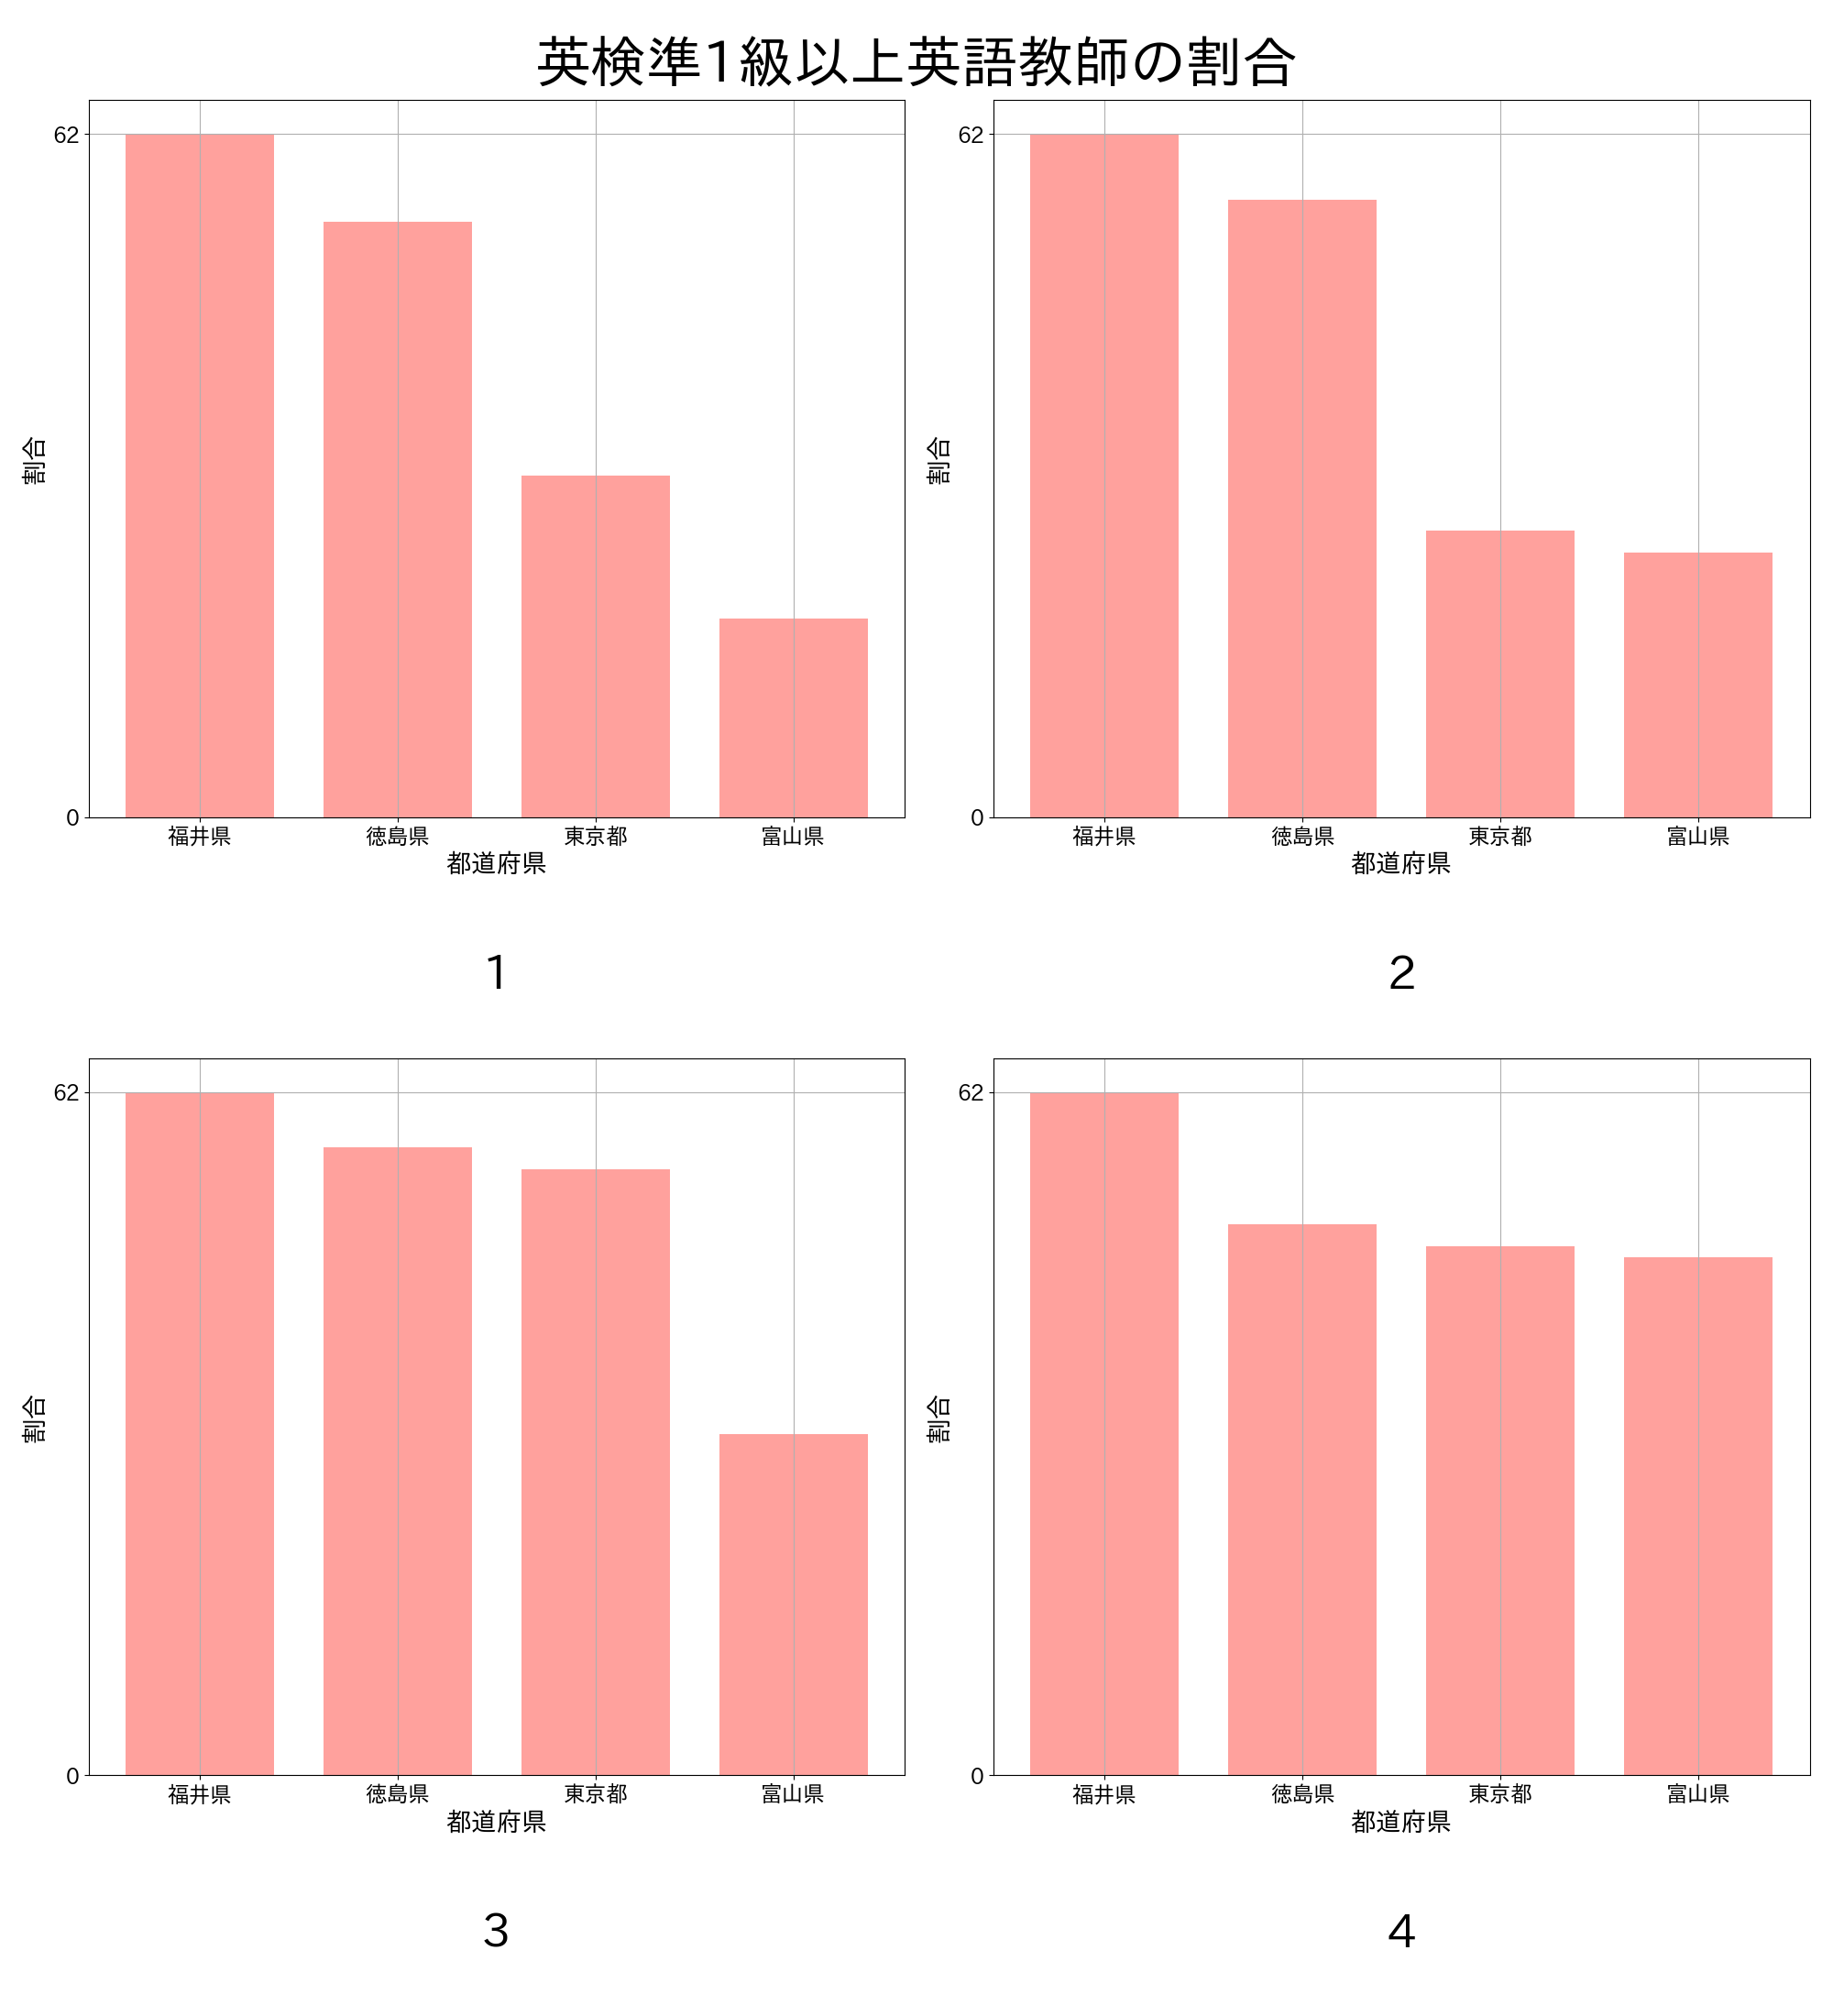 英検準1級以上英語教師の割合
62
割合
0
福井県 徳島県 東京都 富山県
都道府県
1
62
割合
0
福井県 徳島県 東京都 富山県
都道府県
2
62
割合
0
福井県 徳島県 東京都 富山県
都道府県
3
62
割合
0
福井県 徳島県 東京都 富山県
都道府県
4